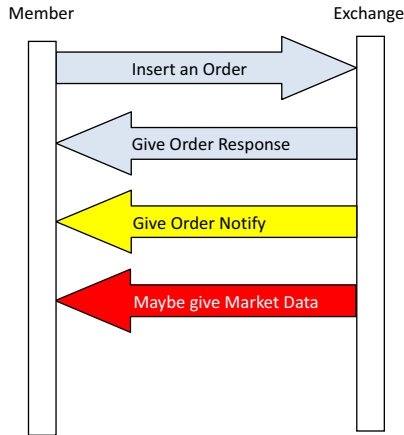 Member
Exchange
Insert an Order
Give Order Response
Give Order Notify
Maybe give Market Data